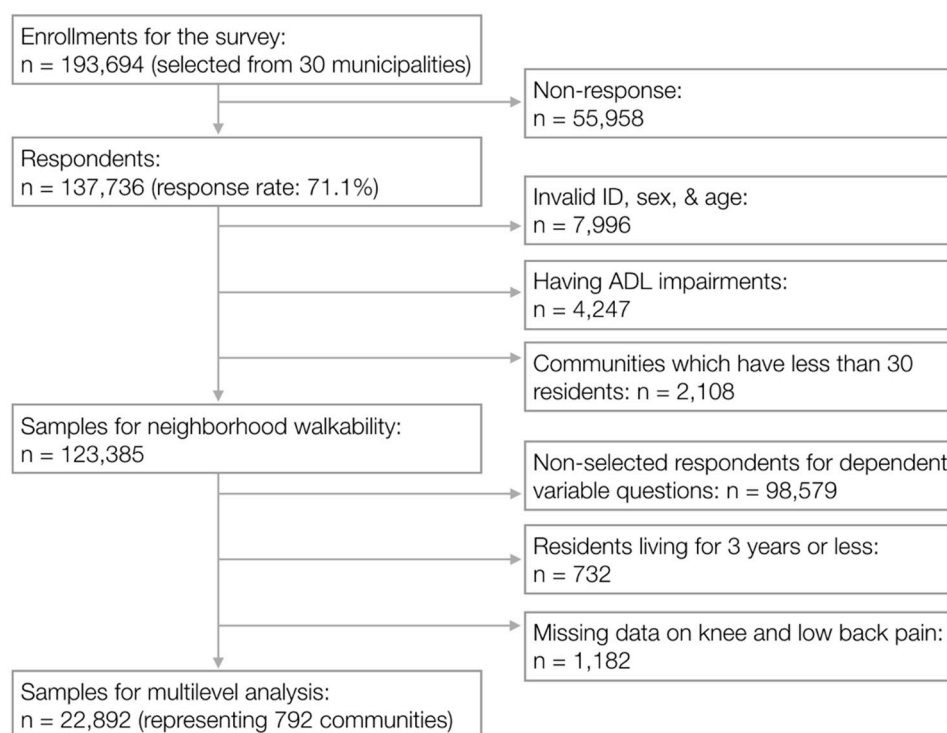 Enrollments for the survey:
n = 193,694 (selected from 30 municipalities)
Non-response:
n = 55,958
Respondents:
n = 137,736 (response rate: 71.1%)
Invalid ID, sex, & age:
n = 7,996
Having ADL impairments:
n = 4,247
Communities which have less than 30
residents: n = 2,108
Samples for neighborhood walkability:
n = 123,385
Non-selected respondents for dependent
variable questions: n = 98,579
Residents living for 3 years or less:
n = 732
Missing data on knee and low back pain:
n = 1,182
Samples for multilevel analysis:
n = 22,892 (representing 792 communities)